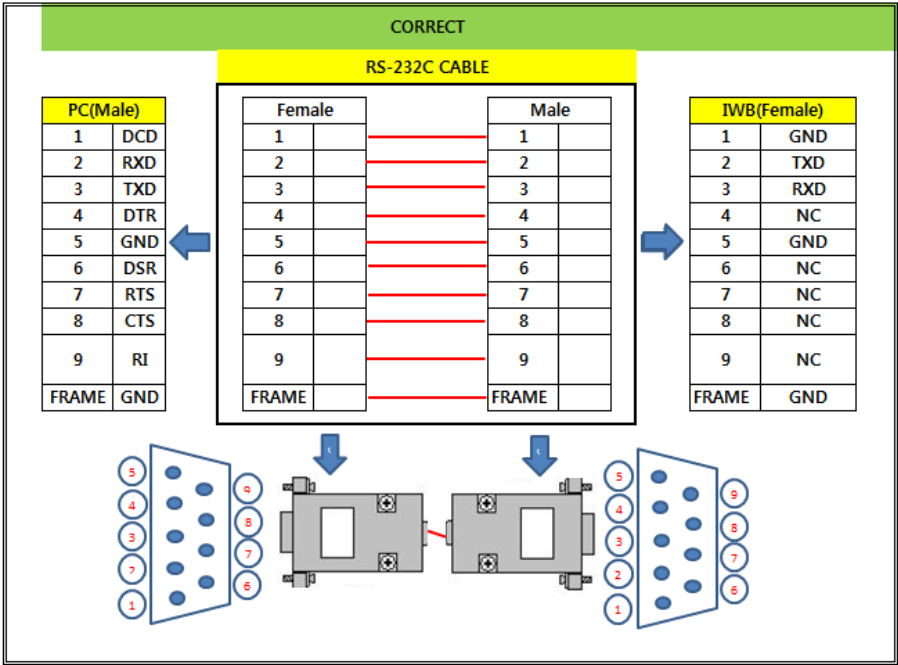 CORRECT
RS-232C CABLE
PC(Male)
1 DCD
2 RXD
3 TXD
4 DTR
5 GND
6 DSR
7 RTS
8 CTS
9 RI
FRAME GND
Female
1
2
3
4
5
6
7
8
9
FRAME
Male
1
2
3
4
5
6
7
8
9
FRAME
IWB(Female)
1 GND
2 TXD
3 RXD
4 NC
5 GND
6 NC
7 NC
8 NC
9 NC
FRAME GND
5
4
3
2
1
9
8
7
6
5
4
3
2
1
9
8
7
6